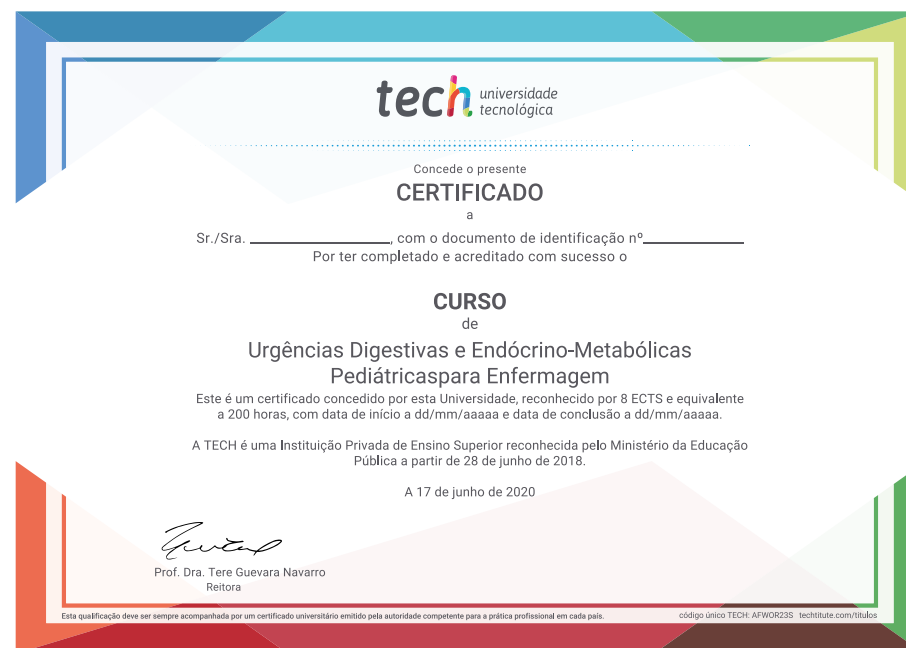 tech universidade
tecnológica
Concede o presente
CERTIFICADO
a
Sr./Sra. ____________________, com o documento de identificação nº______________
Por ter completado e acreditado com sucesso o
CURSO
de
Urgências Digestivas e Endócrino-Metabólicas
Pediátricaspara Enfermagem
Este é um certificado concedido por esta Universidade, reconhecido por 8 ECTS e equivalente
a 200 horas, com data de início a dd/mm/aaaaa e data de conclusão a dd/mm/aaaaa.
A TECH é uma Instituição Privada de Ensino Superior reconhecida pelo Ministério da Educação
Pública a partir de 28 de junho de 2018.
A 17 de junho de 2020
Prof. Dra. Tere Guevara Navarro
Reitora
Esta qualificação deve ser sempre acompanhada por um certificado universitário emitido pela autoridade competente para a prática profissional em cada país.
código único TECH: AFWOR23S techtitute.com/titulos